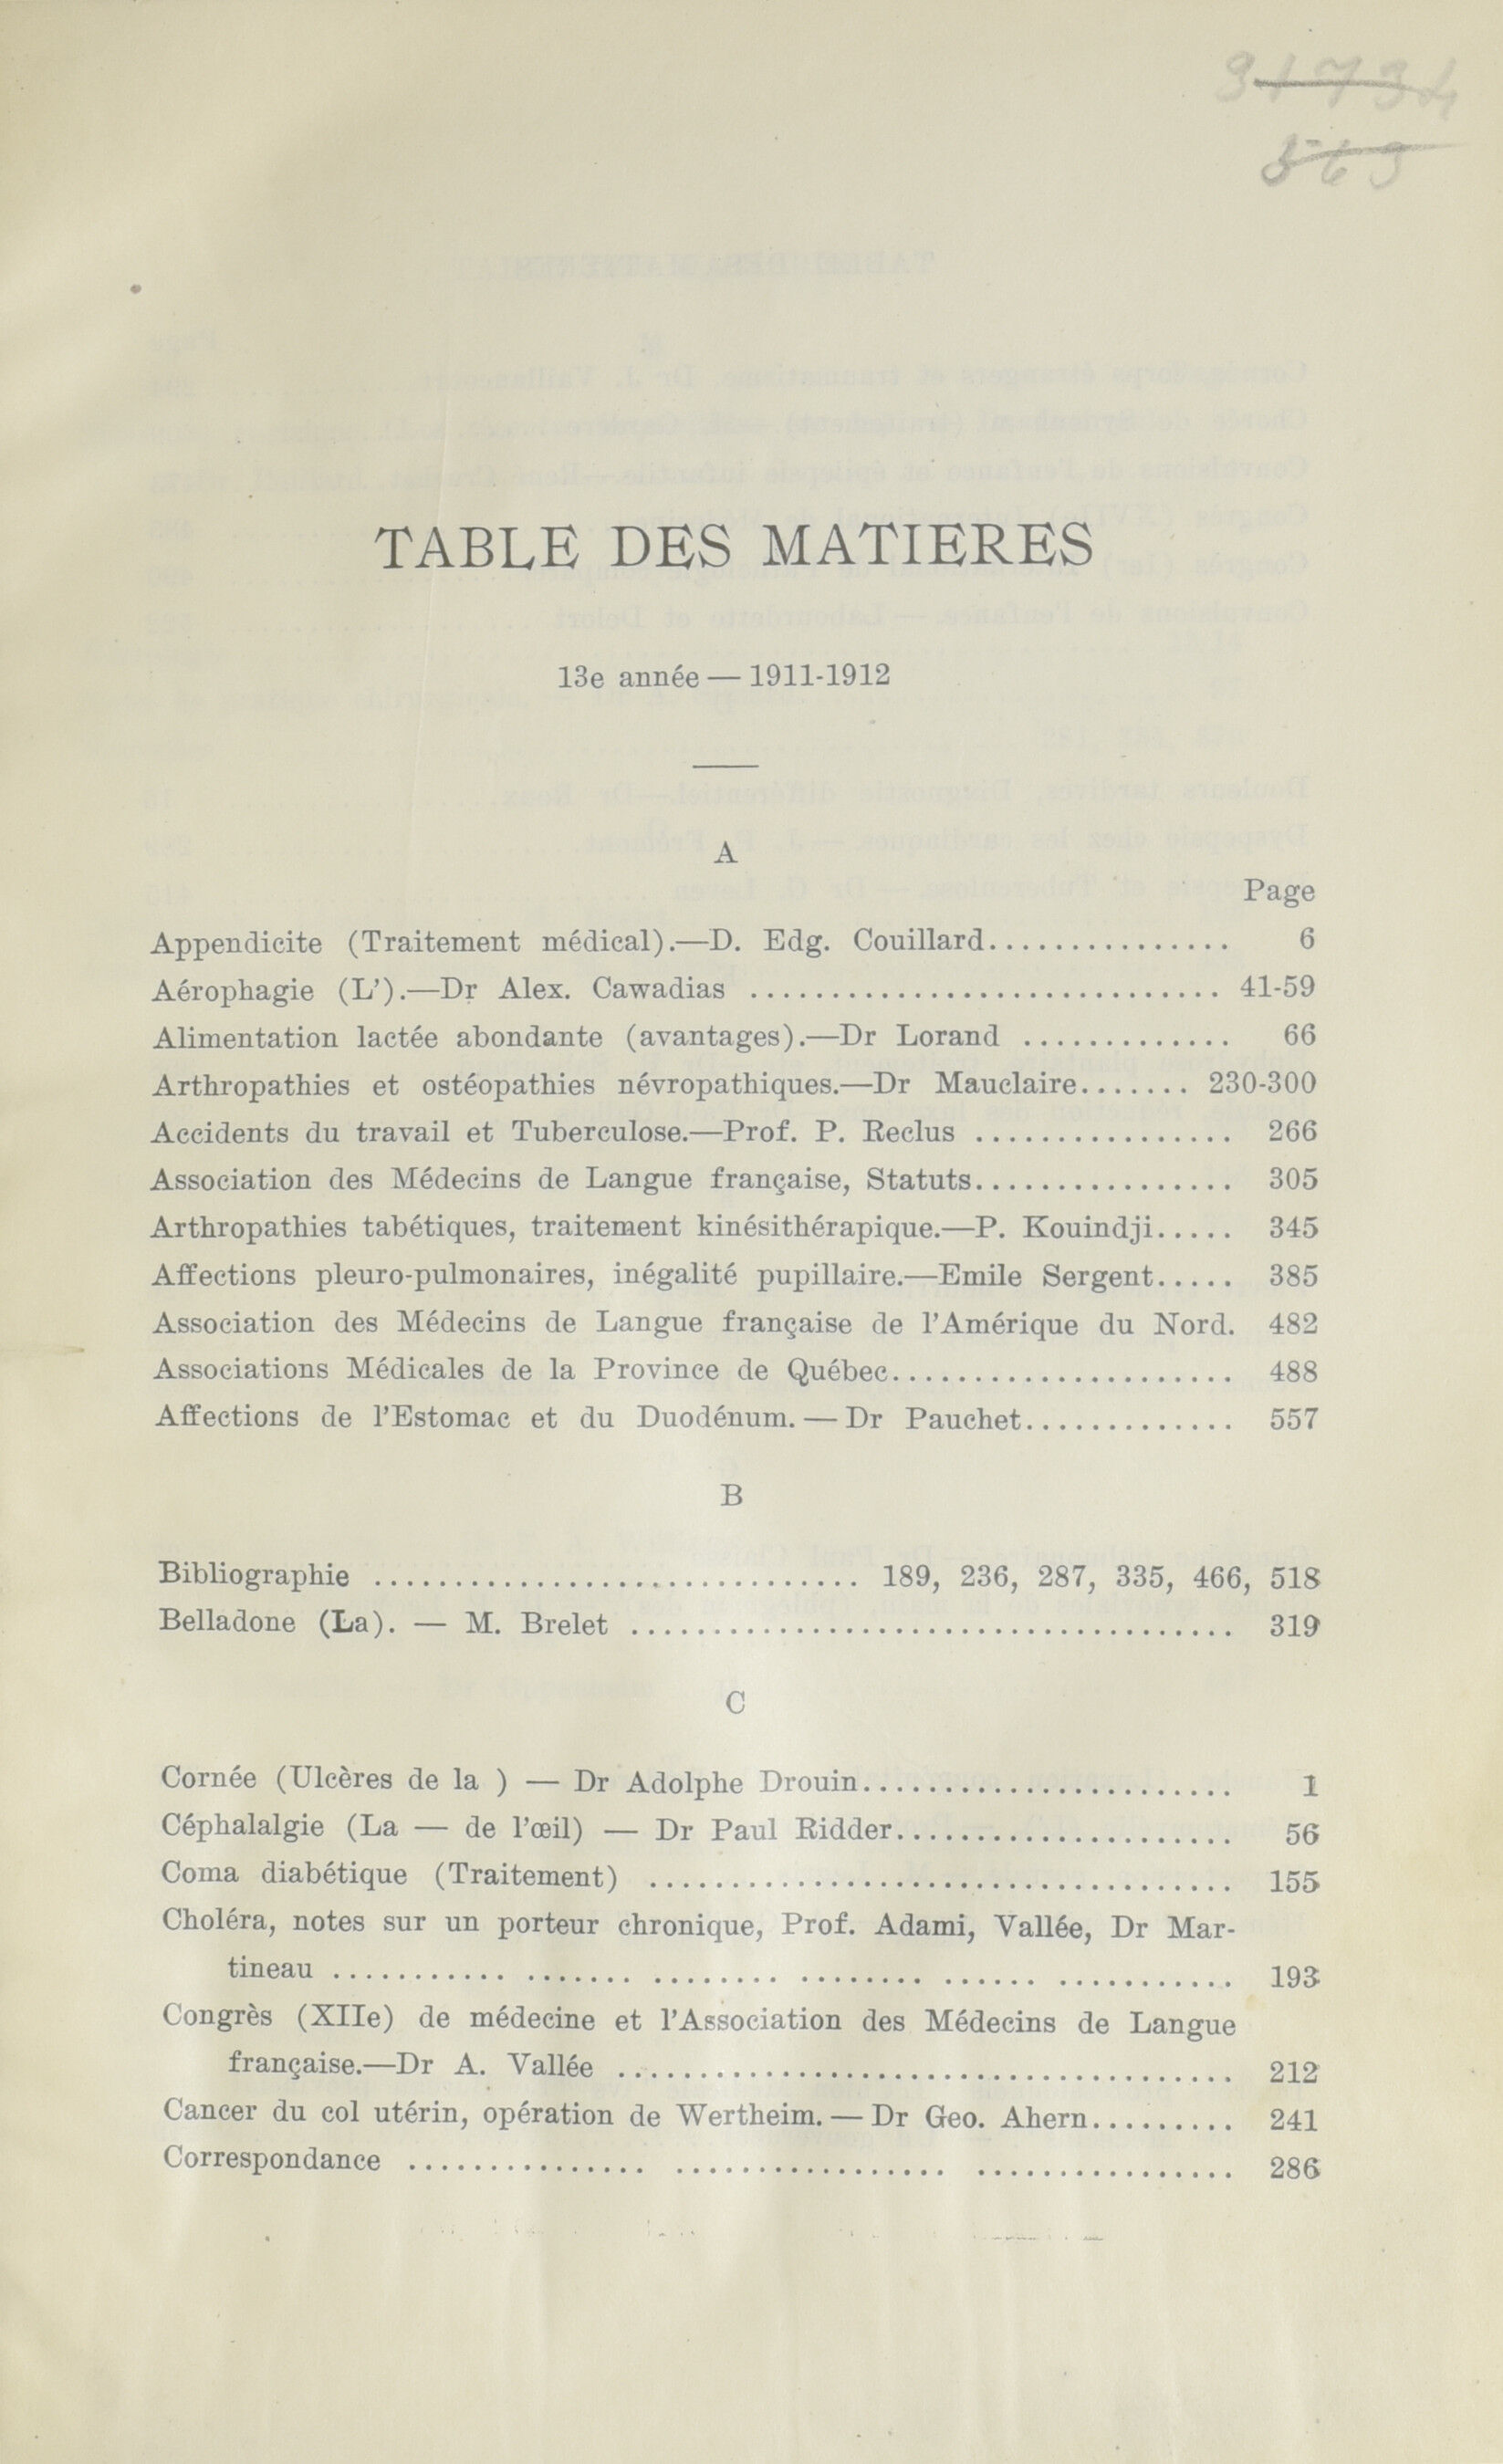 TABLE DES MATIERES
13e année — 1911-1912
A
Page
Appendicite (Traitement médical).—D. Edg. Couillard............... 6
Aérophagie (L').—Dr Alex. Cawadias ............................. 41-59
Alimentation lactée abondante (avantages).—Dr Lorand ............. 66
Arthropathies et ostéopathies névropathiques.—Dr Mauclaire....... 230-300
Accidents du travail et Tuberculose.—Prof. P. Reclus ................ 266
Association des Médecins de Langue française, Statuts................ 305
Arthropathies tabétiques, traitement kinésithérapique.—P. Kouindji..... 345
Affections pleuro-pulmonaires, inégalité pupillaire.—Emile Sergent..... 385
Association des Médecins de Langue française de l'Amérique du Nord. 482
Associations Médicales de la Province de Québec..................... 488
Affections de l'Estomac et du Duodénum. — Dr Pauchet............. 557
B
Bibliographie .............................. 189, 236, 287, 335, 466, 518
Belladone (La). — M. Brelet ..................................... 319
C
Cornée (Ulcères de la ) — Dr Adolphe Drouin....................... 1
Céphalalgie (La — de l'œil) — Dr Paul Ridder..................... 56
Coma diabétique (Traitement) .................................... 155
Choléra, notes sur un porteur chronique, Prof. Adami, Vallée, Dr Mar-
tineau ........... ....... ........ ........ ...... ........... 193
Congrès (XIIe) de médecine et l'Association des Médecins de Langue
française.—Dr A. Vallée ...................................... 212
Cancer du col utérin, opération de Wertheim. — Dr Geo. Ahern......... 241
Correspondance ............... ................. ................ 286